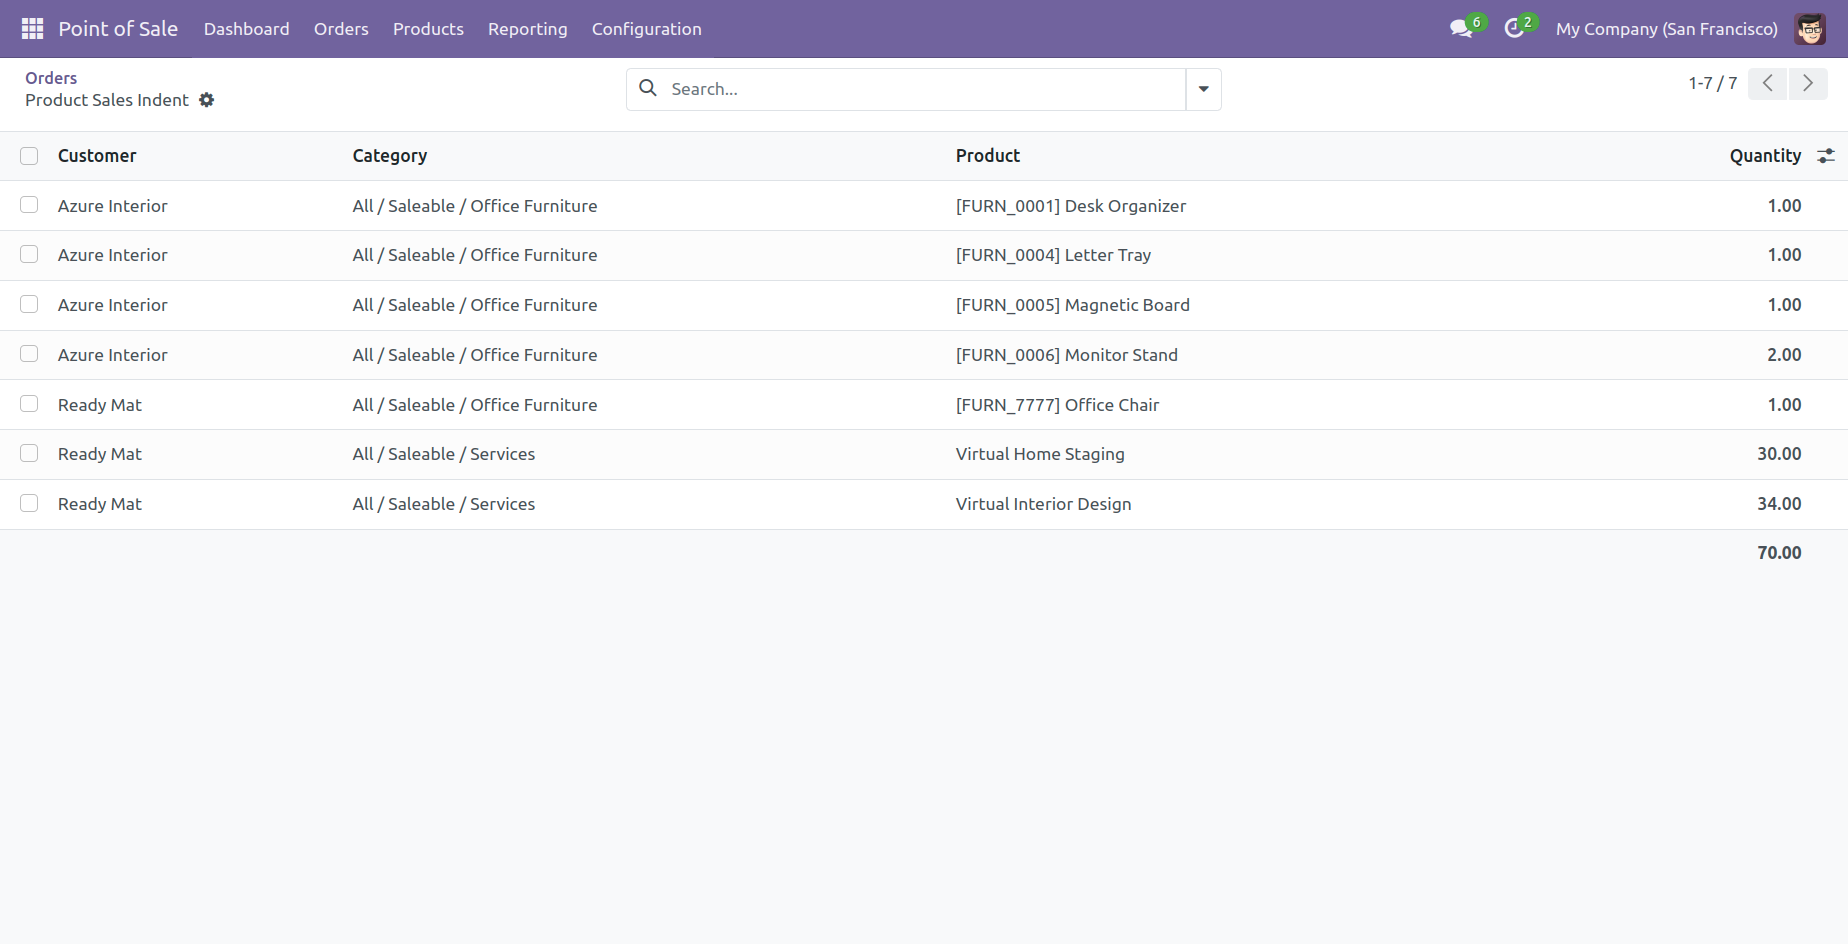 Point of Sale Dashboard Orders Products Reporting Configuration 6 2 My Company (San Francisco)
Orders
Product Sales Indent
Search...
1-7 / 7
Customer Category Product Quantity
Azure Interior All / Saleable / Office Furniture [FURN_0001] Desk Organizer 1.00
Azure Interior All / Saleable / Office Furniture [FURN_0004] Letter Tray 1.00
Azure Interior All / Saleable / Office Furniture [FURN_0005] Magnetic Board 1.00
Azure Interior All / Saleable / Office Furniture [FURN_0006] Monitor Stand 2.00
Ready Mat All / Saleable / Office Furniture [FURN_7777] Office Chair 1.00
Ready Mat All / Saleable / Services Virtual Home Staging 30.00
Ready Mat All / Saleable / Services Virtual Interior Design 34.00
70.00